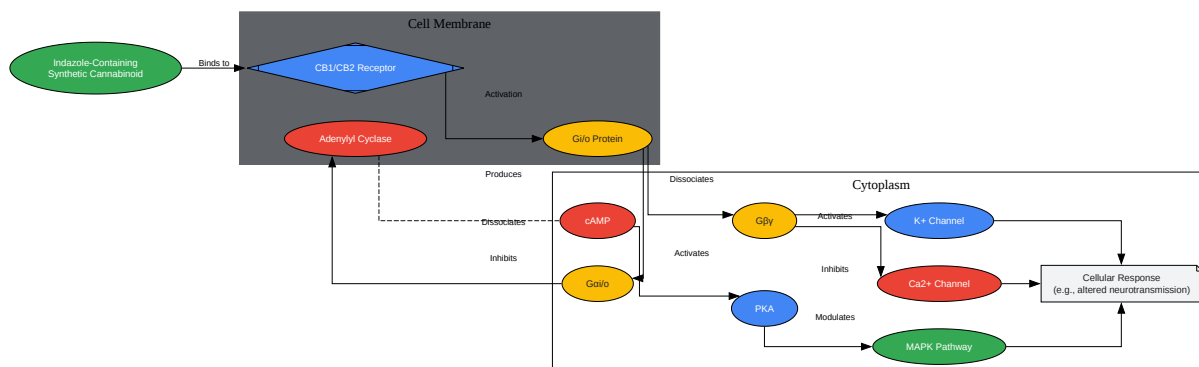 Cell Membrane
Indazole-Containing
Synthetic Cannabinoid
Binds to
CB1/CB2 Receptor
Activation
Adenylyl Cyclase
Gi/o Protein
Produces
Dissociates
Cytoplasm
Dissociates
cAMP
Gβγ
Activates
K+ Channel
Inhibits
Activates
Gαi/o
Inhibits
Ca2+ Channel
Cellular Response
(e.g., altered neurotransmission)
PKA
Modulates
MAPK Pathway